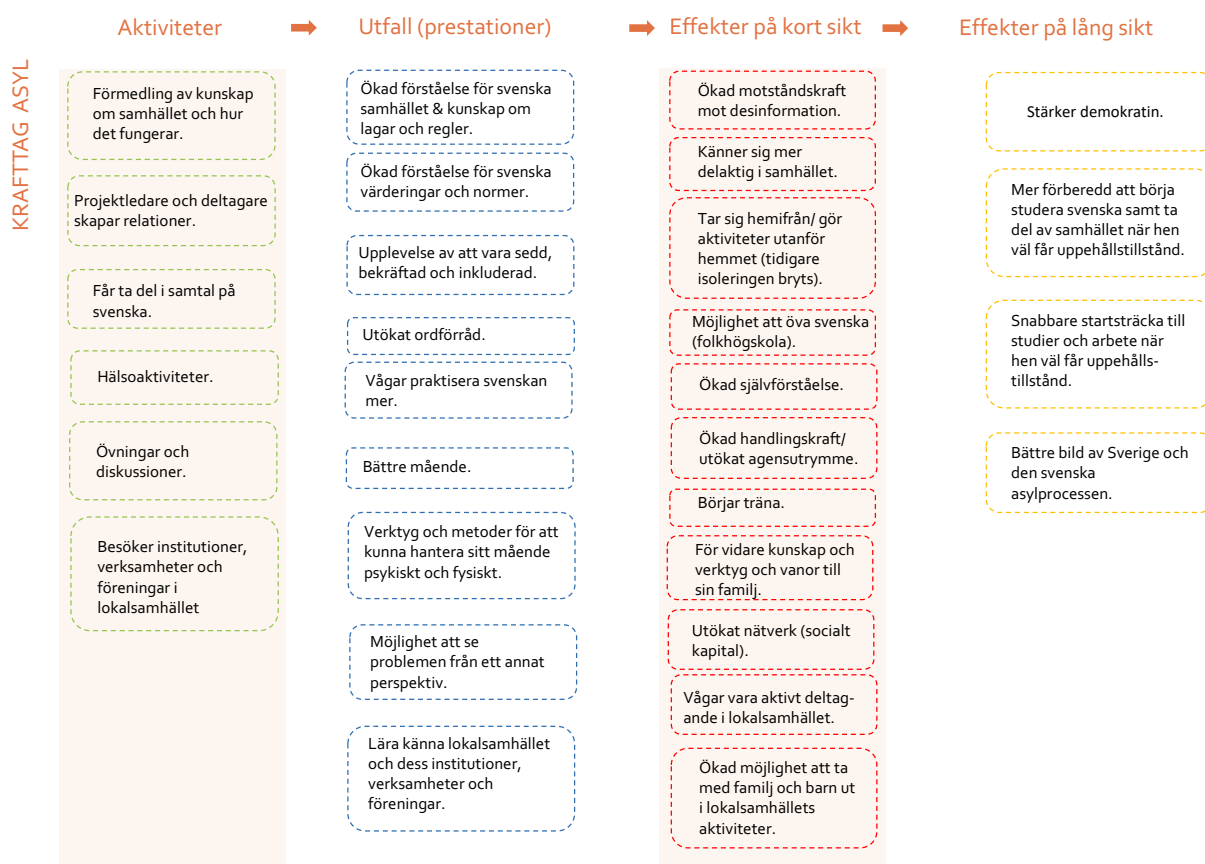 Aktiviteter
Utfall (prestationer)
Effekter på kort sikt
Effekter på lång sikt
KRAFTTAG ASYL
Förmedling av kunskap
om samhället och hur
det fungerar.
Projektledare och deltagare
skapar relationer.
Får ta del i samtal på
svenska.
Hälsoaktiviteter.
Övningar och
diskussioner.
Besöker institutioner,
verksamheter och
föreningar i
lokalsamhället
Ökad förståelse för svenska
samhället & kunskap om
lagar och regler.
Ökad förståelse för svenska
värderingar och normer.
Upplevelse av att vara sedd,
bekräftad och inkluderad.
Utökat ordförråd.
Vågar praktisera svenskan
mer.
Bättre mående.
Verktyg och metoder för att
kunna hantera sitt mående
psykiskt och fysiskt.
Möjlighet att se
problemen från ett annat
perspektiv.
Lära känna lokalsamhället
och dess institutioner,
verksamheter och
föreningar.
Ökad motståndskraft
mot desinformation.
Känner sig mer
delaktig i samhället.
Tar sig hemifrån/ gör
aktiviteter utanför
hemmet (tidigare
isoleringen bryts).
Möjlighet att öva svenska
(folkhögskola).
Ökad självförståelse.
Ökad handlingskraft/
utökat agensutrymme.
Börjar träna.
För vidare kunskap och
verktyg och vanor till
sin familj.
Utökat nätverk (socialt
kapital).
Vågar vara aktivt deltag-
ande i lokalsamhället.
Ökad möjlighet att ta
med familj och barn ut
i lokalsamhällets
aktiviteter.
Stärker demokratin.
Mer förberedd att börja
studera svenska samt ta
del av samhället när hen
väl får uppehållstillstånd.
Snabbare startsträcka till
studier och arbete när
hen väl får uppehålls-
tillstånd.
Bättre bild av Sverige och
den svenska
asylprocessen.